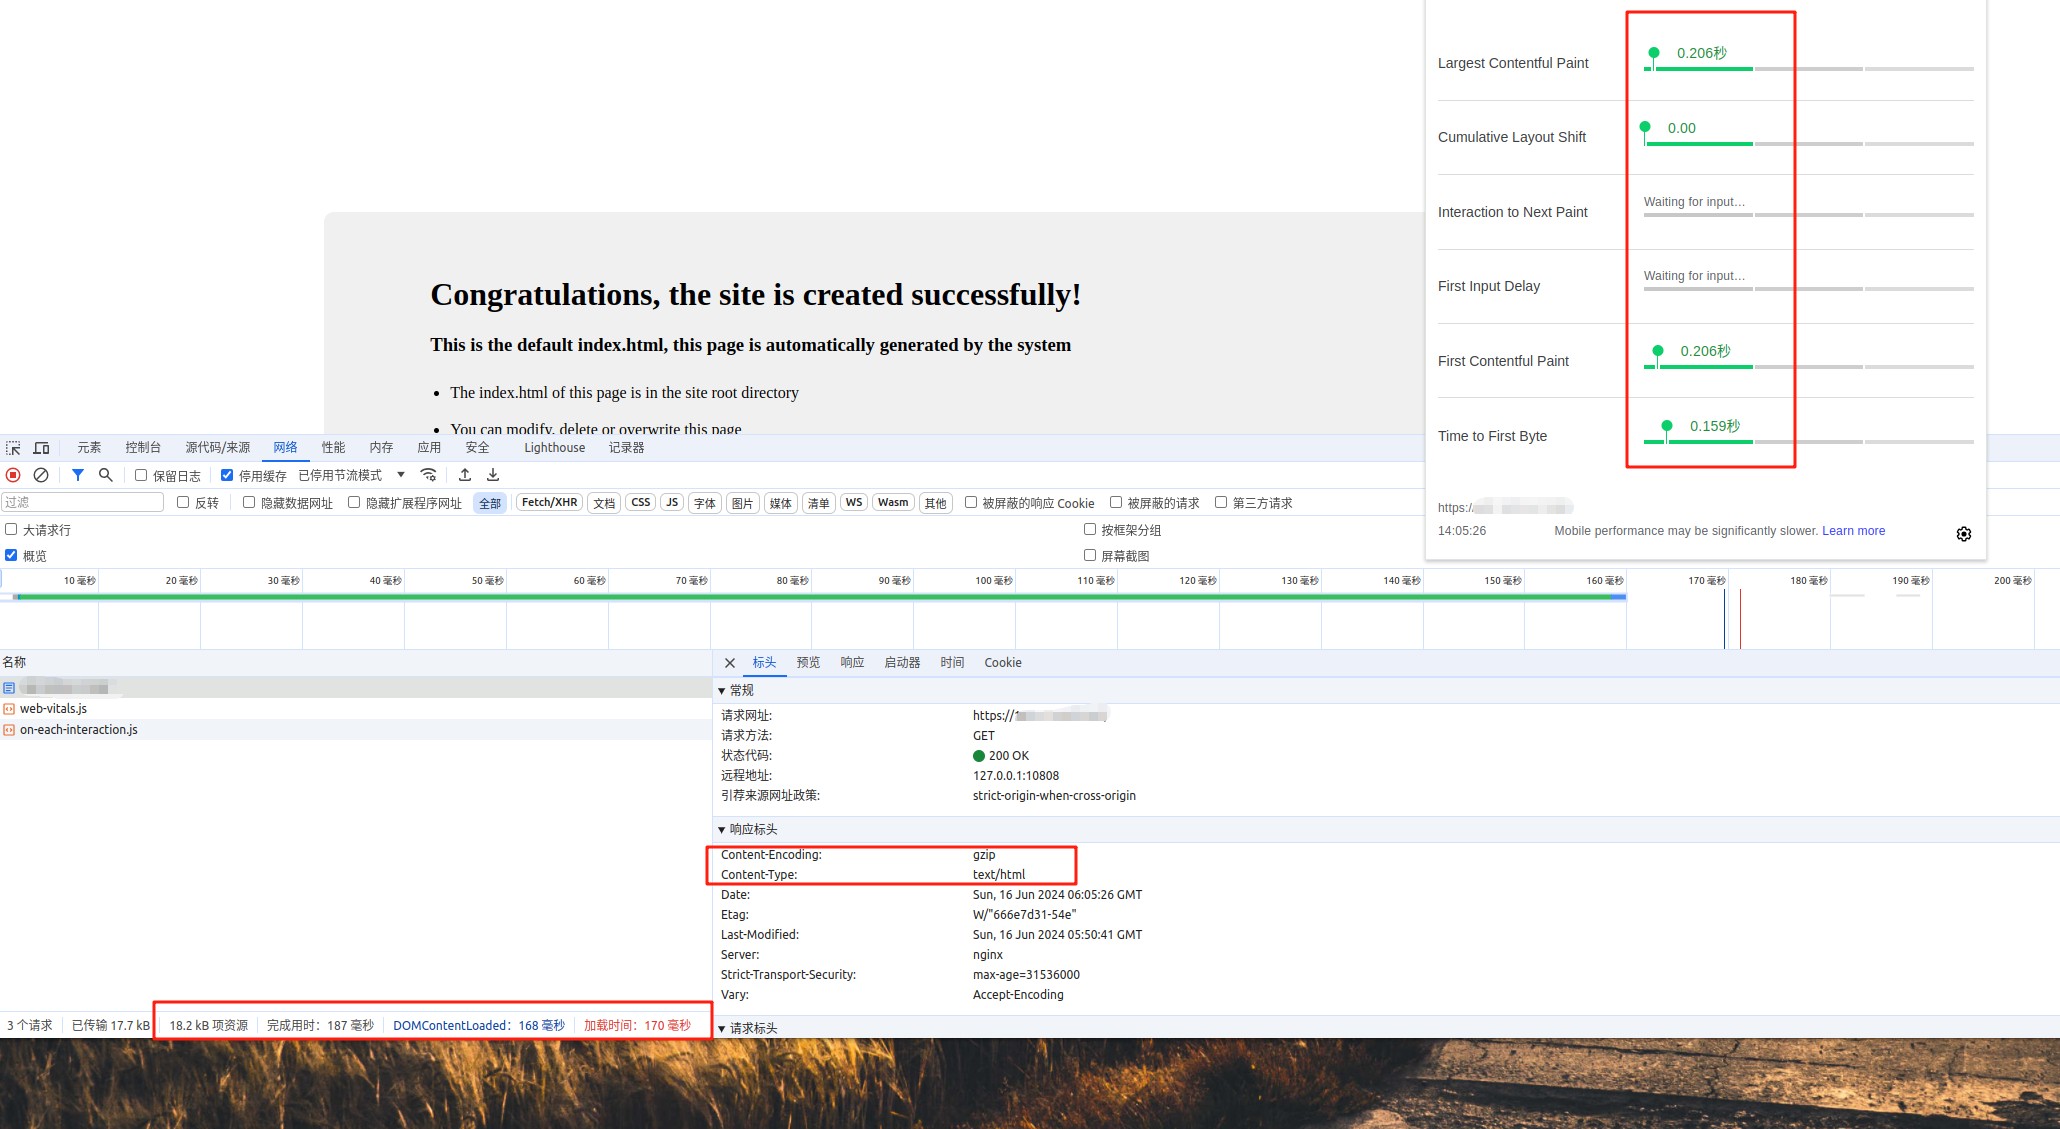 Largest Contentful Paint
0.206秒
Cumulative Layout Shift
0.00
Interaction to Next Paint
Waiting for input...
First Input Delay
Waiting for input...
First Contentful Paint
0.206秒
Time to First Byte
0.159秒
https:/
14:05:26 Mobile performance may be significantly slower. Learn more
Congratulations, the site is created successfully!
This is the default index.html, this page is automatically generated by the system
The index.html of this page is in the site root directory
You can modify, delete or overwrite this page
元素 控制台 源代码/来源 网络 性能 内存 应用 安全 Lighthouse 记录器
保留日志 停用缓存 已停用节流模式
过滤 反转 隐藏数据网址 隐藏扩展程序网址 全部 Fetch/XHR 文档 CSS JS 字体 图片 媒体 清单 WS Wasm 其他 被屏蔽的响应 Cookie 被屏蔽的请求 第三方请求
大请求行 按框架分组
概览 屏幕截图
10 毫秒 20 毫秒 30 毫秒 40 毫秒 50 毫秒 60 毫秒 70 毫秒 80 毫秒 90 毫秒 100 毫秒 110 毫秒 120 毫秒 130 毫秒 140 毫秒 150 毫秒 160 毫秒 170 毫秒 180 毫秒 190 毫秒 200 毫秒
名称
web-vitals.js
on-each-interaction.js
标头 预览 响应 启动器 时间 Cookie
常规
请求网址: https://
请求方法: GET
状态代码: 200 OK
远程地址: 127.0.0.1:10808
引荐来源网址政策: strict-origin-when-cross-origin
响应标头
Content-Encoding: gzip
Content-Type: text/html
Date: Sun, 16 Jun 2024 06:05:26 GMT
Etag: W/"666e7d31-54e"
Last-Modified: Sun, 16 Jun 2024 05:50:41 GMT
Server: nginx
Strict-Transport-Security: max-age=31536000
Vary: Accept-Encoding
请求标头
3 个请求 已传输 17.7 kB 18.2 kB 项资源 完成用时：187 毫秒 DOMContentLoaded：168 毫秒 加载时间：170 毫秒